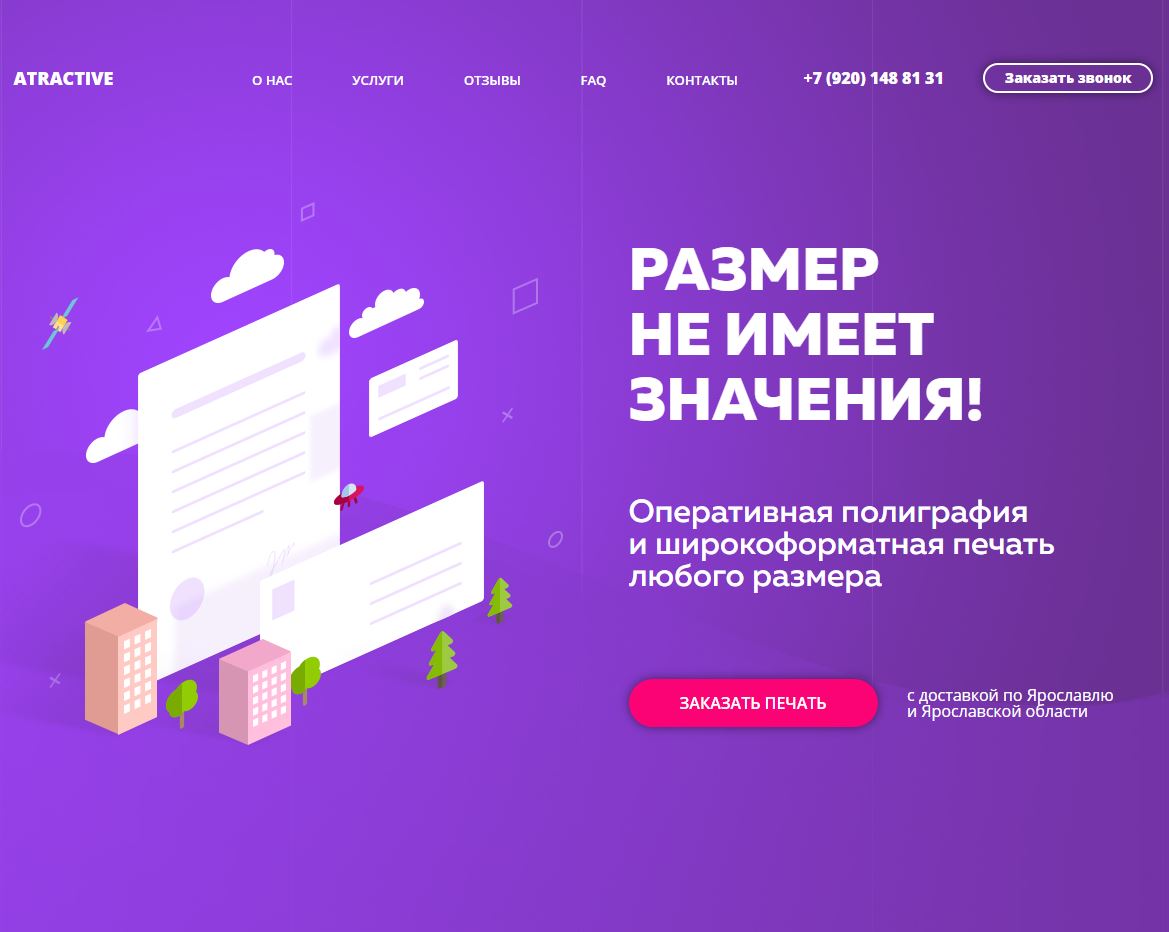 ATRACTIVE
О НАС
УСЛУГИ
ОТЗЫВЫ
FAQ
КОНТАКТЫ
+7 (920) 148 81 31
Заказать звонок
РАЗМЕР
НЕ ИМЕЕТ
ЗНАЧЕНИЯ!
Оперативная полиграфия
и широкоформатная печать
любого размера
ЗАКАЗАТЬ ПЕЧАТЬ
с доставкой по Ярославлю
и Ярославской области